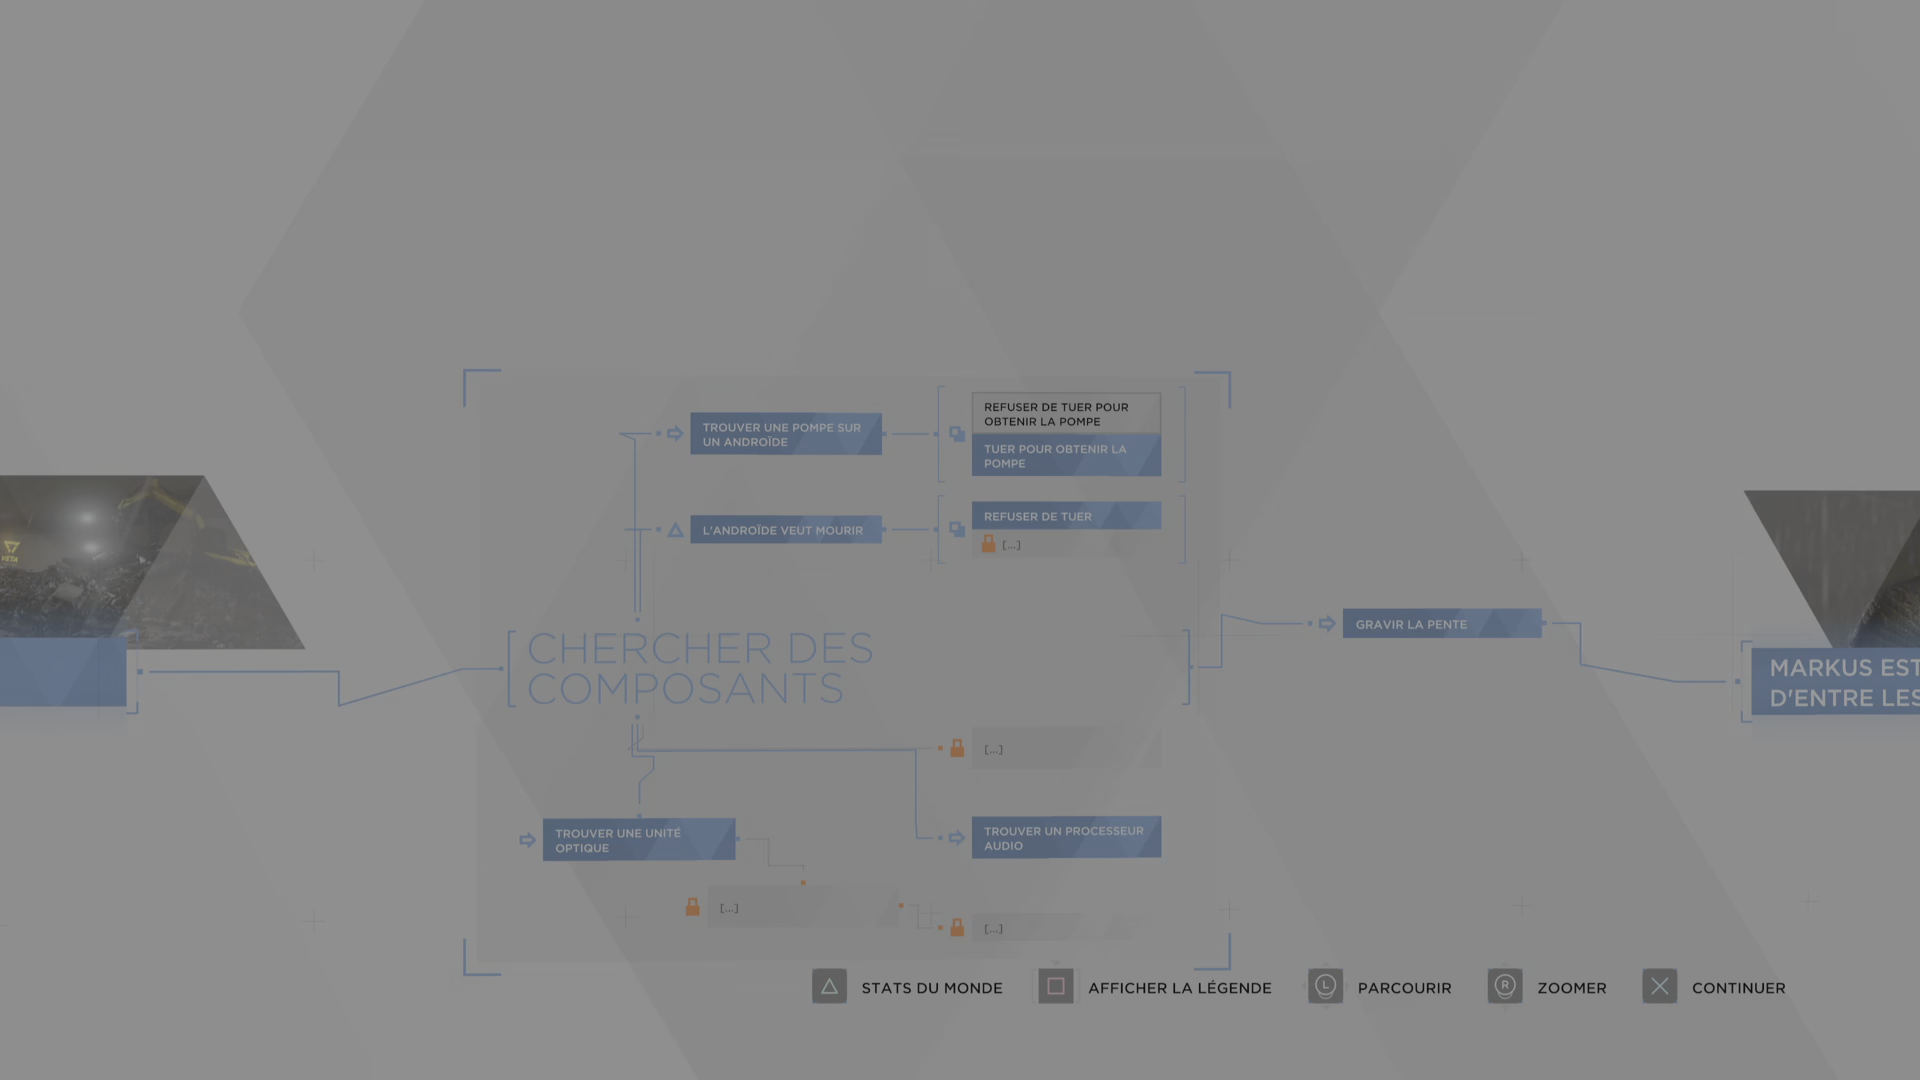 REFUSER DE TUER POUR
OBTENIR LA POMPE
TROUVER UNE POMPE SUR
UN ANDROÏDE
TUER POUR OBTENIR LA
POMPE
L'ANDROÏDE VEUT MOURIR
REFUSER DE TUER
[...]
CHERCHER DES
COMPOSANTS
GRAVIR LA PENTE
MARKUS EST
D'ENTRE LES
[...]
TROUVER UNE UNITÉ
OPTIQUE
TROUVER UN PROCESSEUR
AUDIO
[...]
[...]
STATS DU MONDE
AFFICHER LA LÉGENDE
L
PARCOURIR
R
ZOOMER
CONTINUER